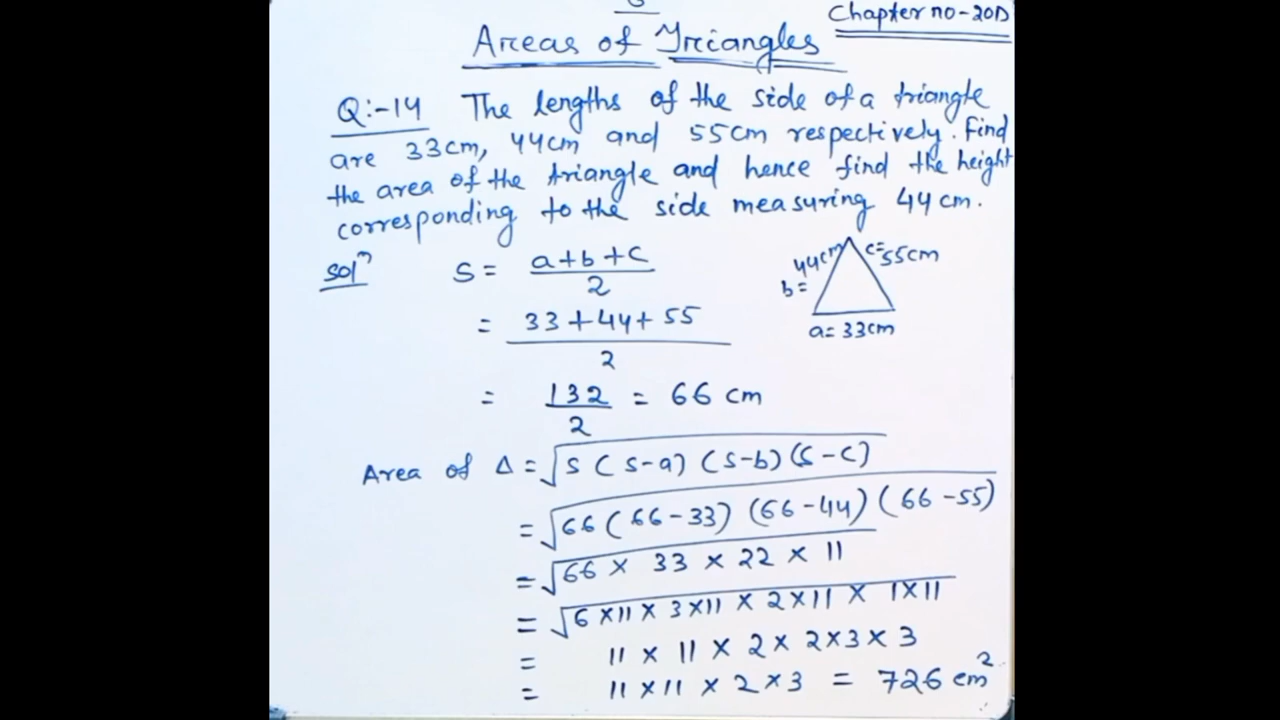 Chapter no-20D
Areas of Triangles
Q:-14 The lengths of the side of a triangle
are 33cm, 44cm and 55cm respectively. Find
the area of the triangle and hence find the height
corresponding to the side measuring 44cm.
Solⁿ S = a+b+c / 2
44cm c= 55cm
b=
a= 33cm
= 33+44+55 / 2
= 132 / 2 = 66 cm
Area of Δ = √s(s-a)(s-b)(s-c)
= √66(66-33)(66-44)(66-55)
= √66 × 33 × 22 × 11
= √6×11 × 3×11 × 2×11 × 1×11
= 11 × 11 × 2 × 2×3×3
= 11×11 × 2×3 = 726 cm²